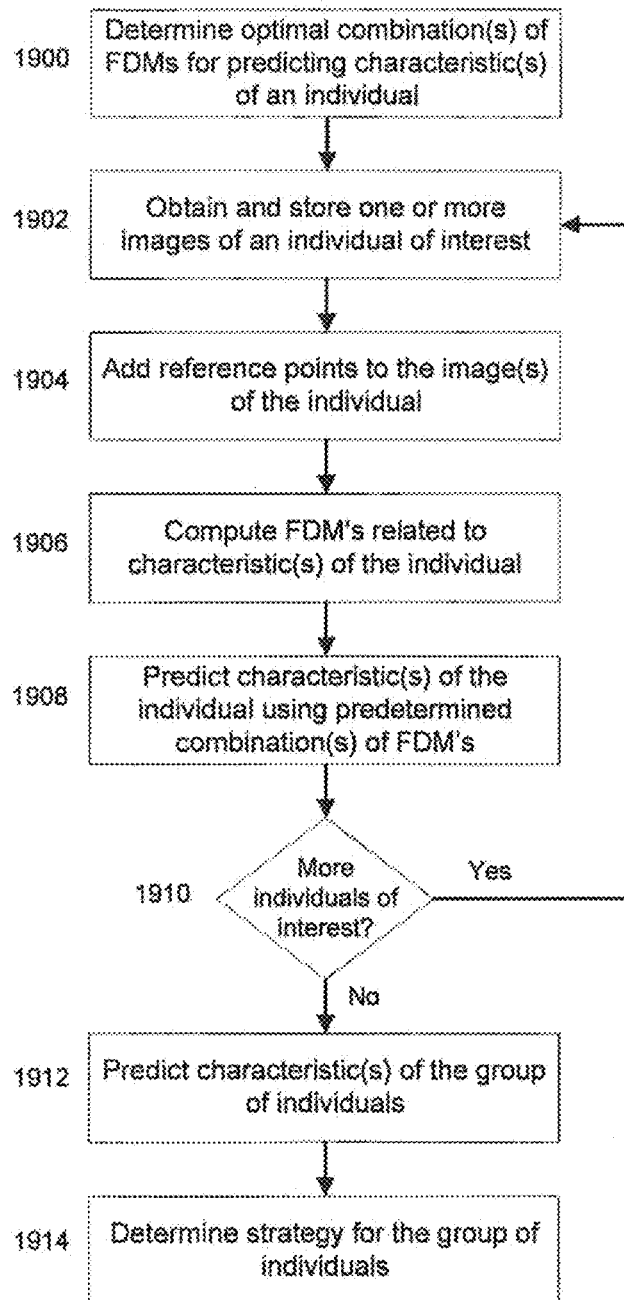 1900
Determine optimal combination(s) of
FDMs for predicting characteristic(s)
of an individual
1902
Obtain and store one or more
images of an individual of interest
1904
Add reference points to the image(s)
of the individual
1906
Compute FDM's related to
characteristic(s) of the individual
1908
Predict characteristic(s) of the
individual using predetermined
combination(s) of FDM's
1910
More
individuals of
interest?
Yes
No
1912
Predict characteristic(s) of the group
of individuals
1914
Determine strategy for the group of
individuals